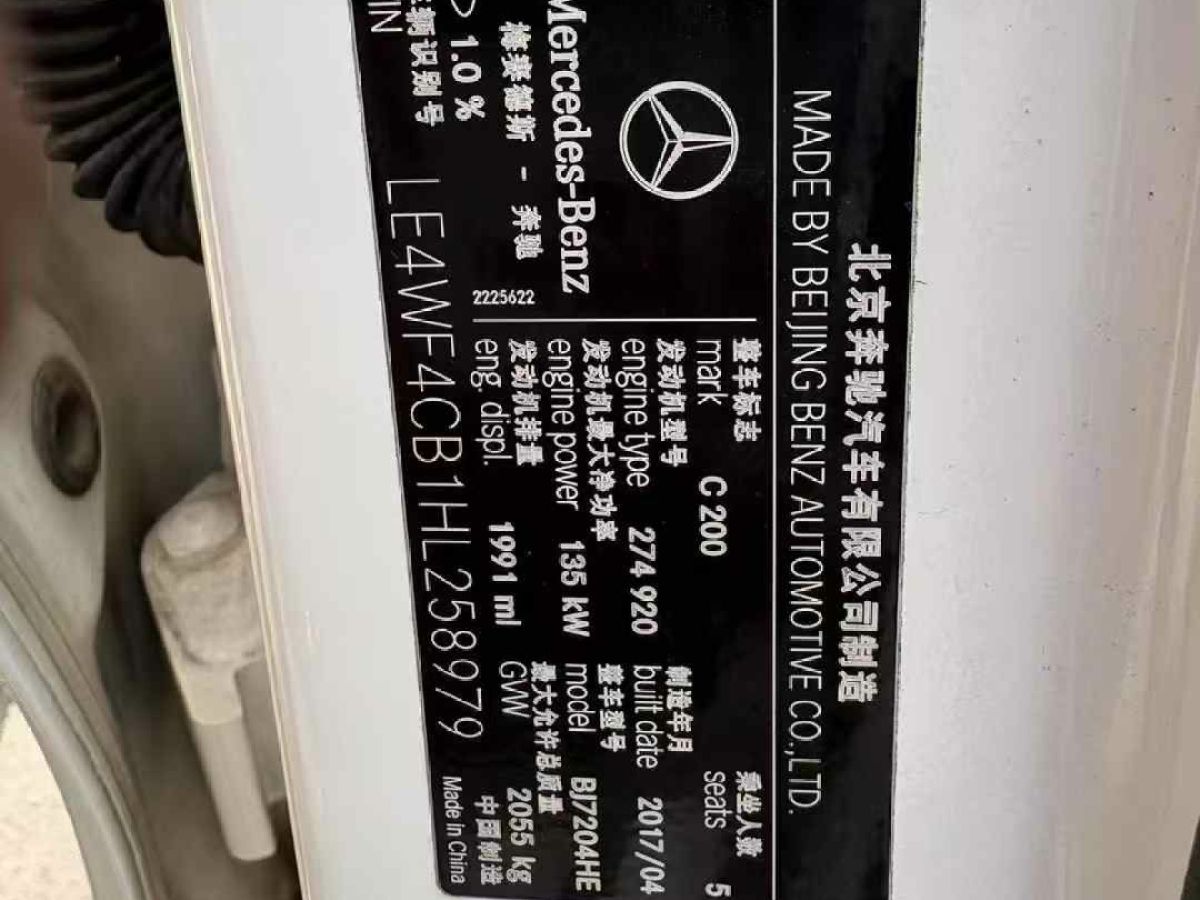 北京奔驰汽车有限公司制造
MADE BY BEIJING BENZ AUTOMOTIVE CO.,LTD.
Mercedes-Benz
梅赛德斯 - 奔驰
2225622
整车标志
mark C 200
乘坐人数
seats 5
发动机型号
engine type 274 920
制造年月
built date 2017/04
发动机最大净功率
engine power 135 kW
整车型号
model BJ7204HE
发动机排量
eng. displ. 1991 ml
最大允许总质量
GVW 2055 kg
> 1.0 %
中国制造
Made in China
车辆识别号
VIN LE4WF4CB1HL258979